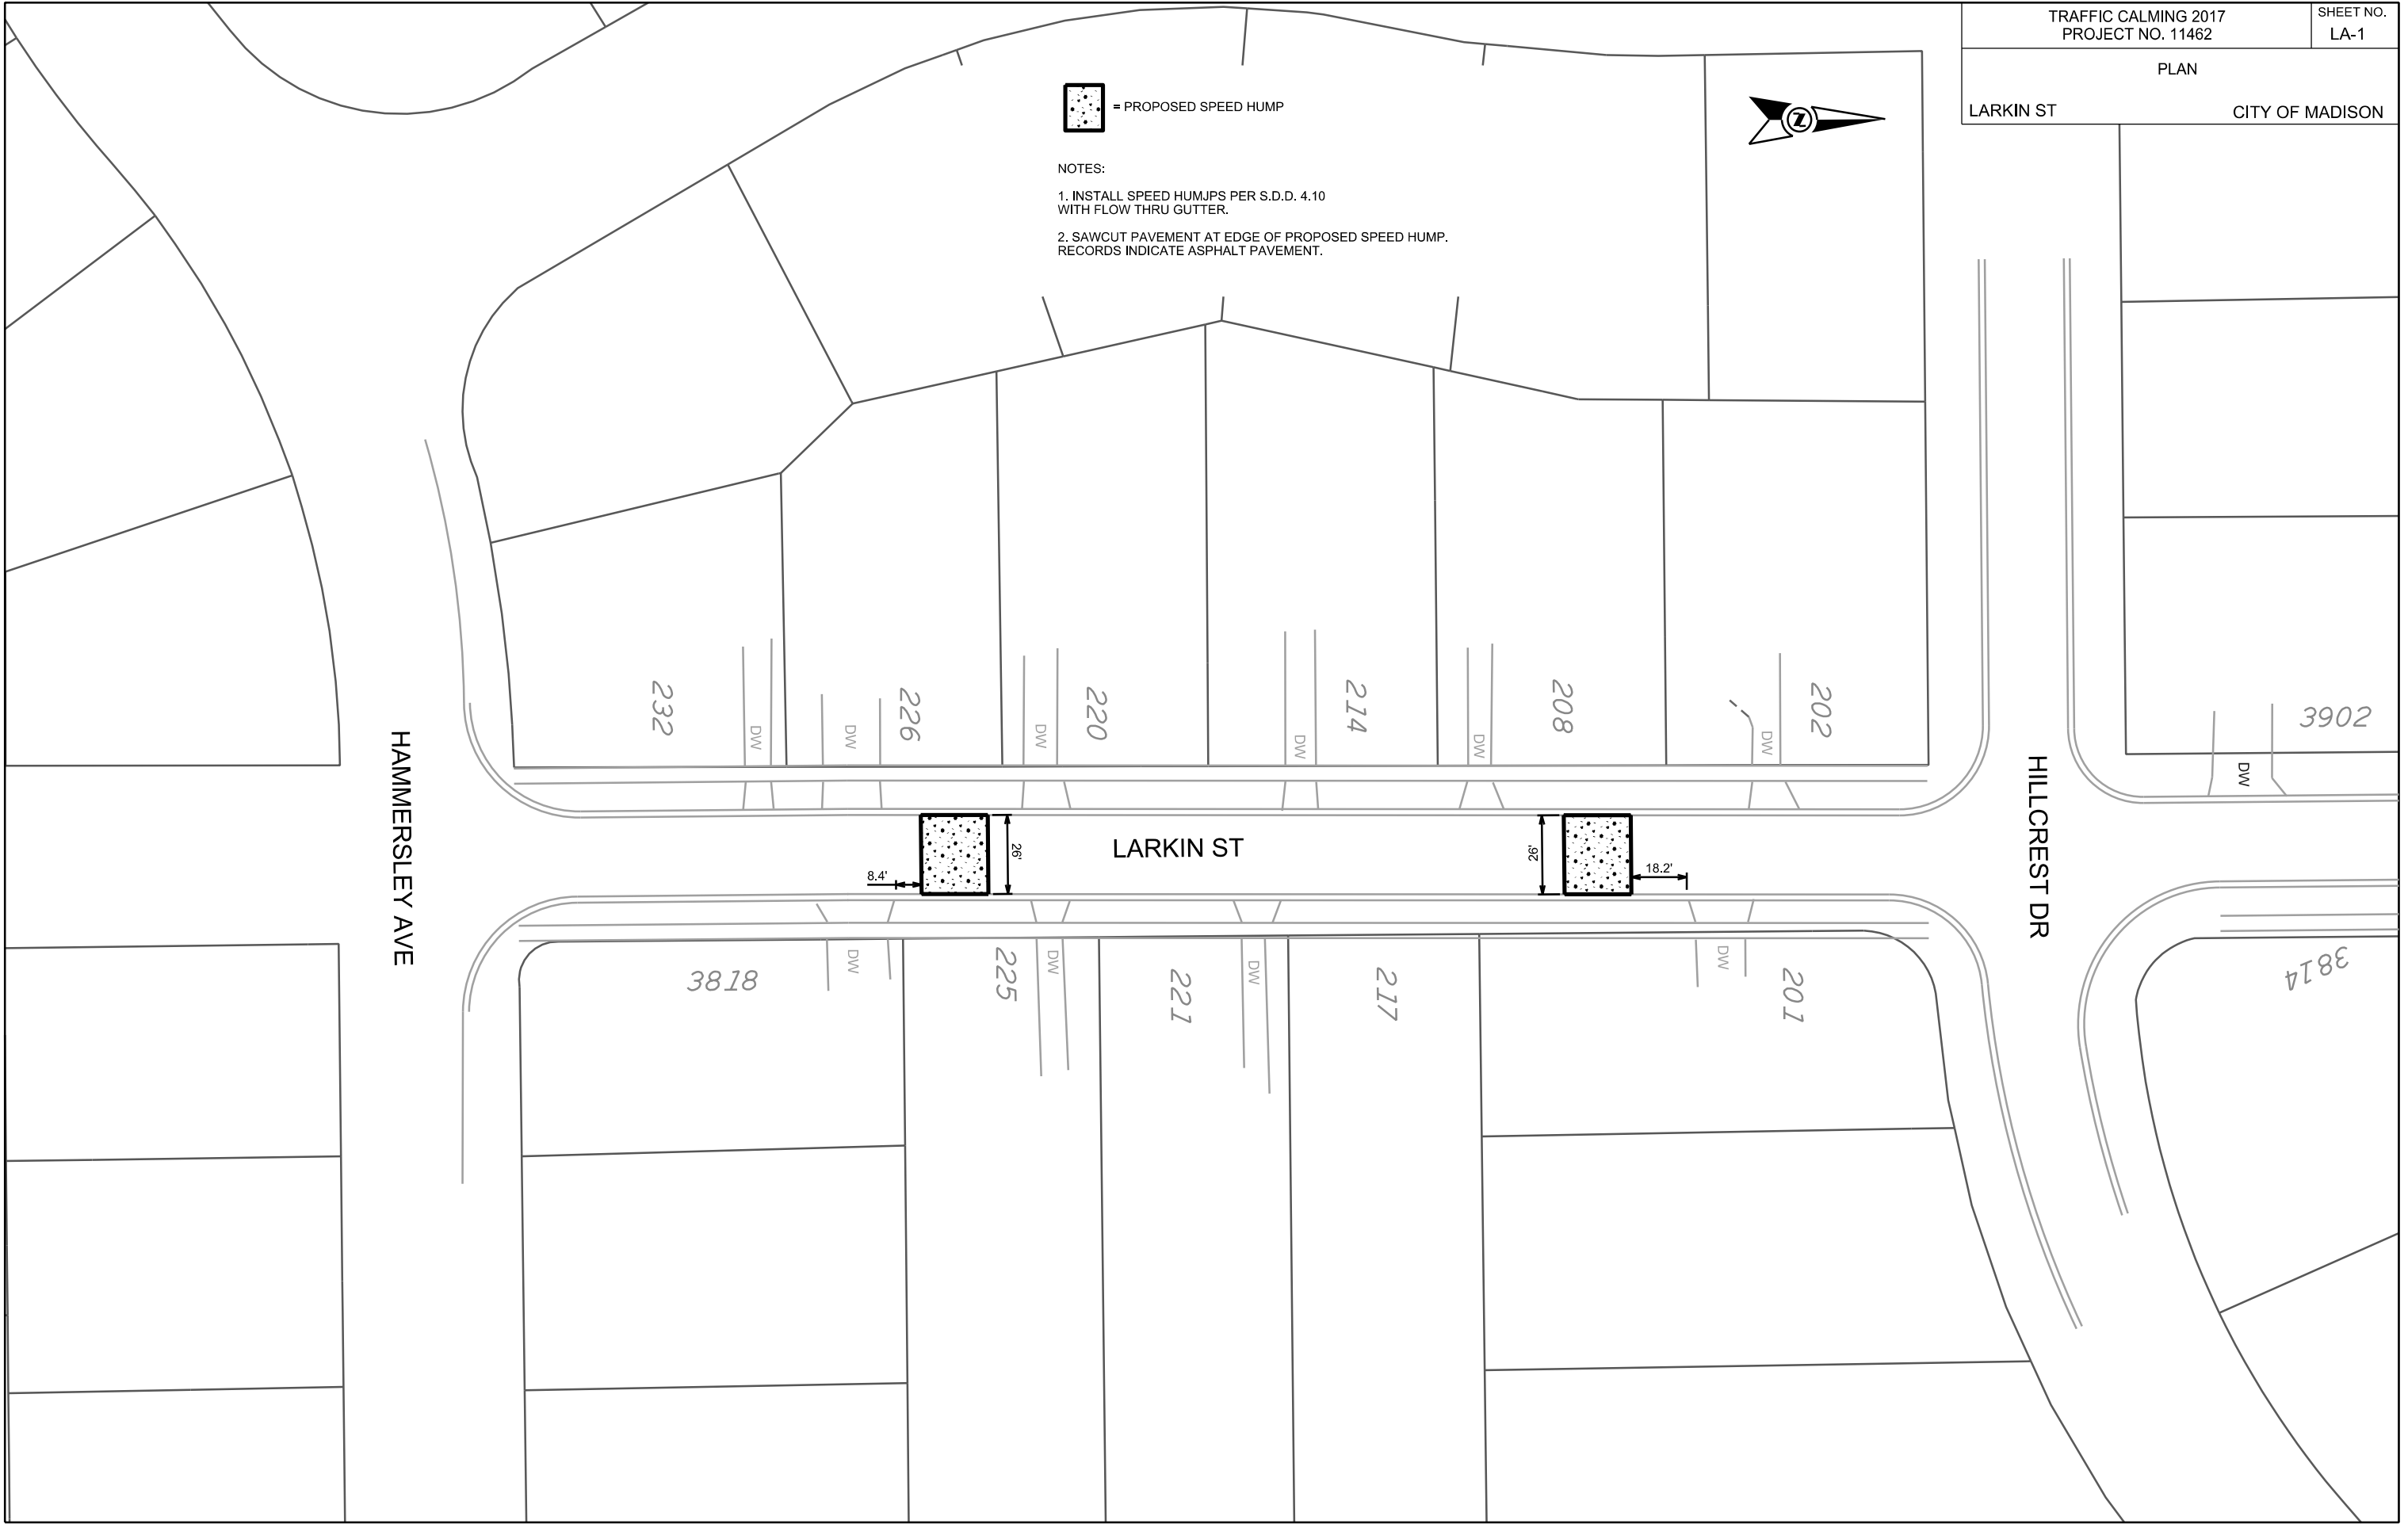 TRAFFIC CALMING 2017
PROJECT NO. 11462
SHEET NO.
LA-1
PLAN
LARKIN ST
CITY OF MADISON
= PROPOSED SPEED HUMP
Z
NOTES:
1. INSTALL SPEED HUMJPS PER S.D.D. 4.10
WITH FLOW THRU GUTTER.
2. SAWCUT PAVEMENT AT EDGE OF PROPOSED SPEED HUMP.
RECORDS INDICATE ASPHALT PAVEMENT.
232
DW
DW
226
DW
220
DW
214
DW
208
DW
202
3902
DW
HAMMERSLEY AVE
8.4'
26'
LARKIN ST
26'
18.2'
HILLCREST DR
3818
DW
225
DW
221
DW
217
DW
201
3814